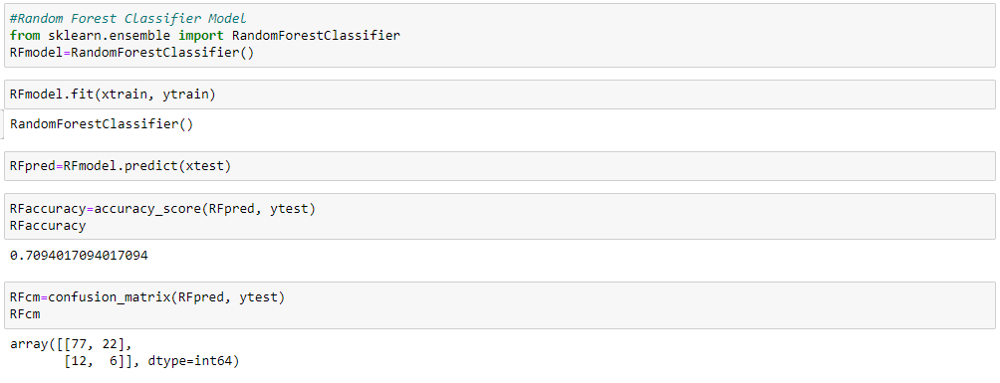 #Random Forest Classifier Model
from sklearn.ensemble import RandomForestClassifier
RFmodel=RandomForestClassifier()
RFmodel.fit(xtrain, ytrain)
RandomForestClassifier()
RFpred=RFmodel.predict(xtest)
RFaccuracy=accuracy_score(RFpred, ytest)
RFaccuracy
0.7094017094017094
RFcm=confusion_matrix(RFpred, ytest)
RFcm
array([[77, 22],
       [12,  6]], dtype=int64)